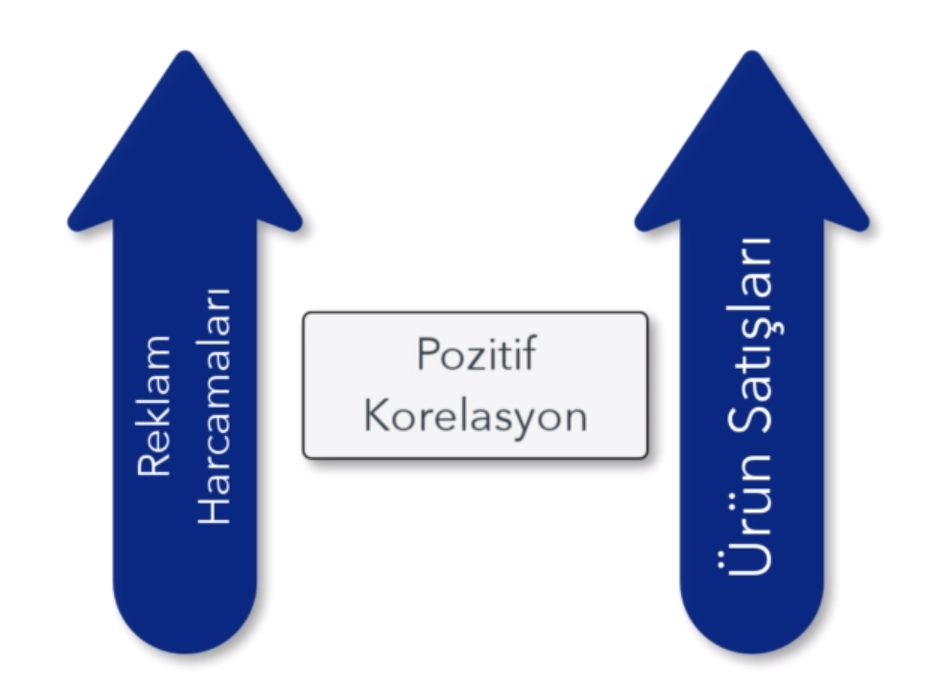 Reklam
Harcamaları
Pozitif
Korelasyon
Ürün Satışları